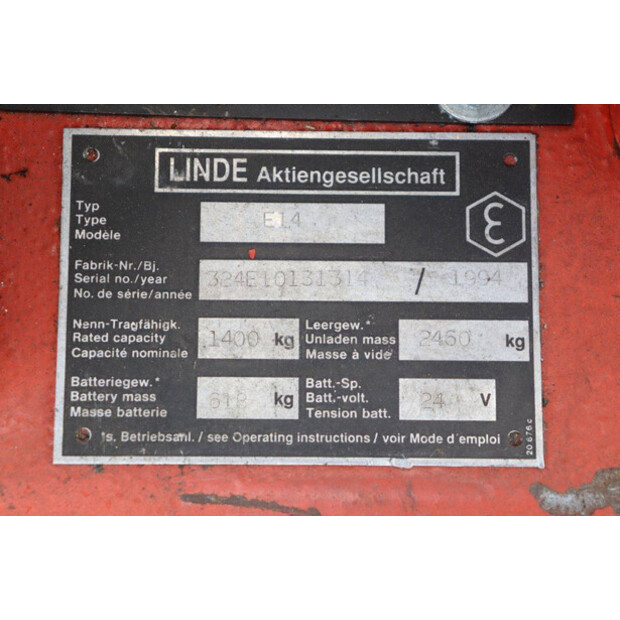 LINDE Aktiengesellschaft
Typ
Type E14
Modèle
ε
Fabrik-Nr./Bj.
Serial no./year 324E10131314 / 1994
No. de série/année
Nenn-Tragfähigk. Leergew.*
Rated capacity 1400 kg Unladen mass kg
Capacité nominale Masse à vide
Batteriegew.* Batt.-Sp.
Battery mass kg Batt.-volt. 24 V
Masse batterie Tension batt.
*s. Betriebsanl. / see Operating instructions / voir Mode d'emploi
20 676 c